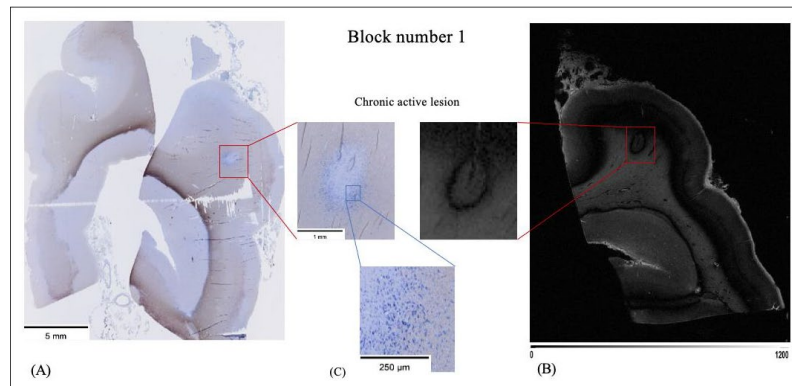 Block number 1
Chronic active lesion
1 mm
5 mm
250 µm
0
1200
(A)
(C)
(B)